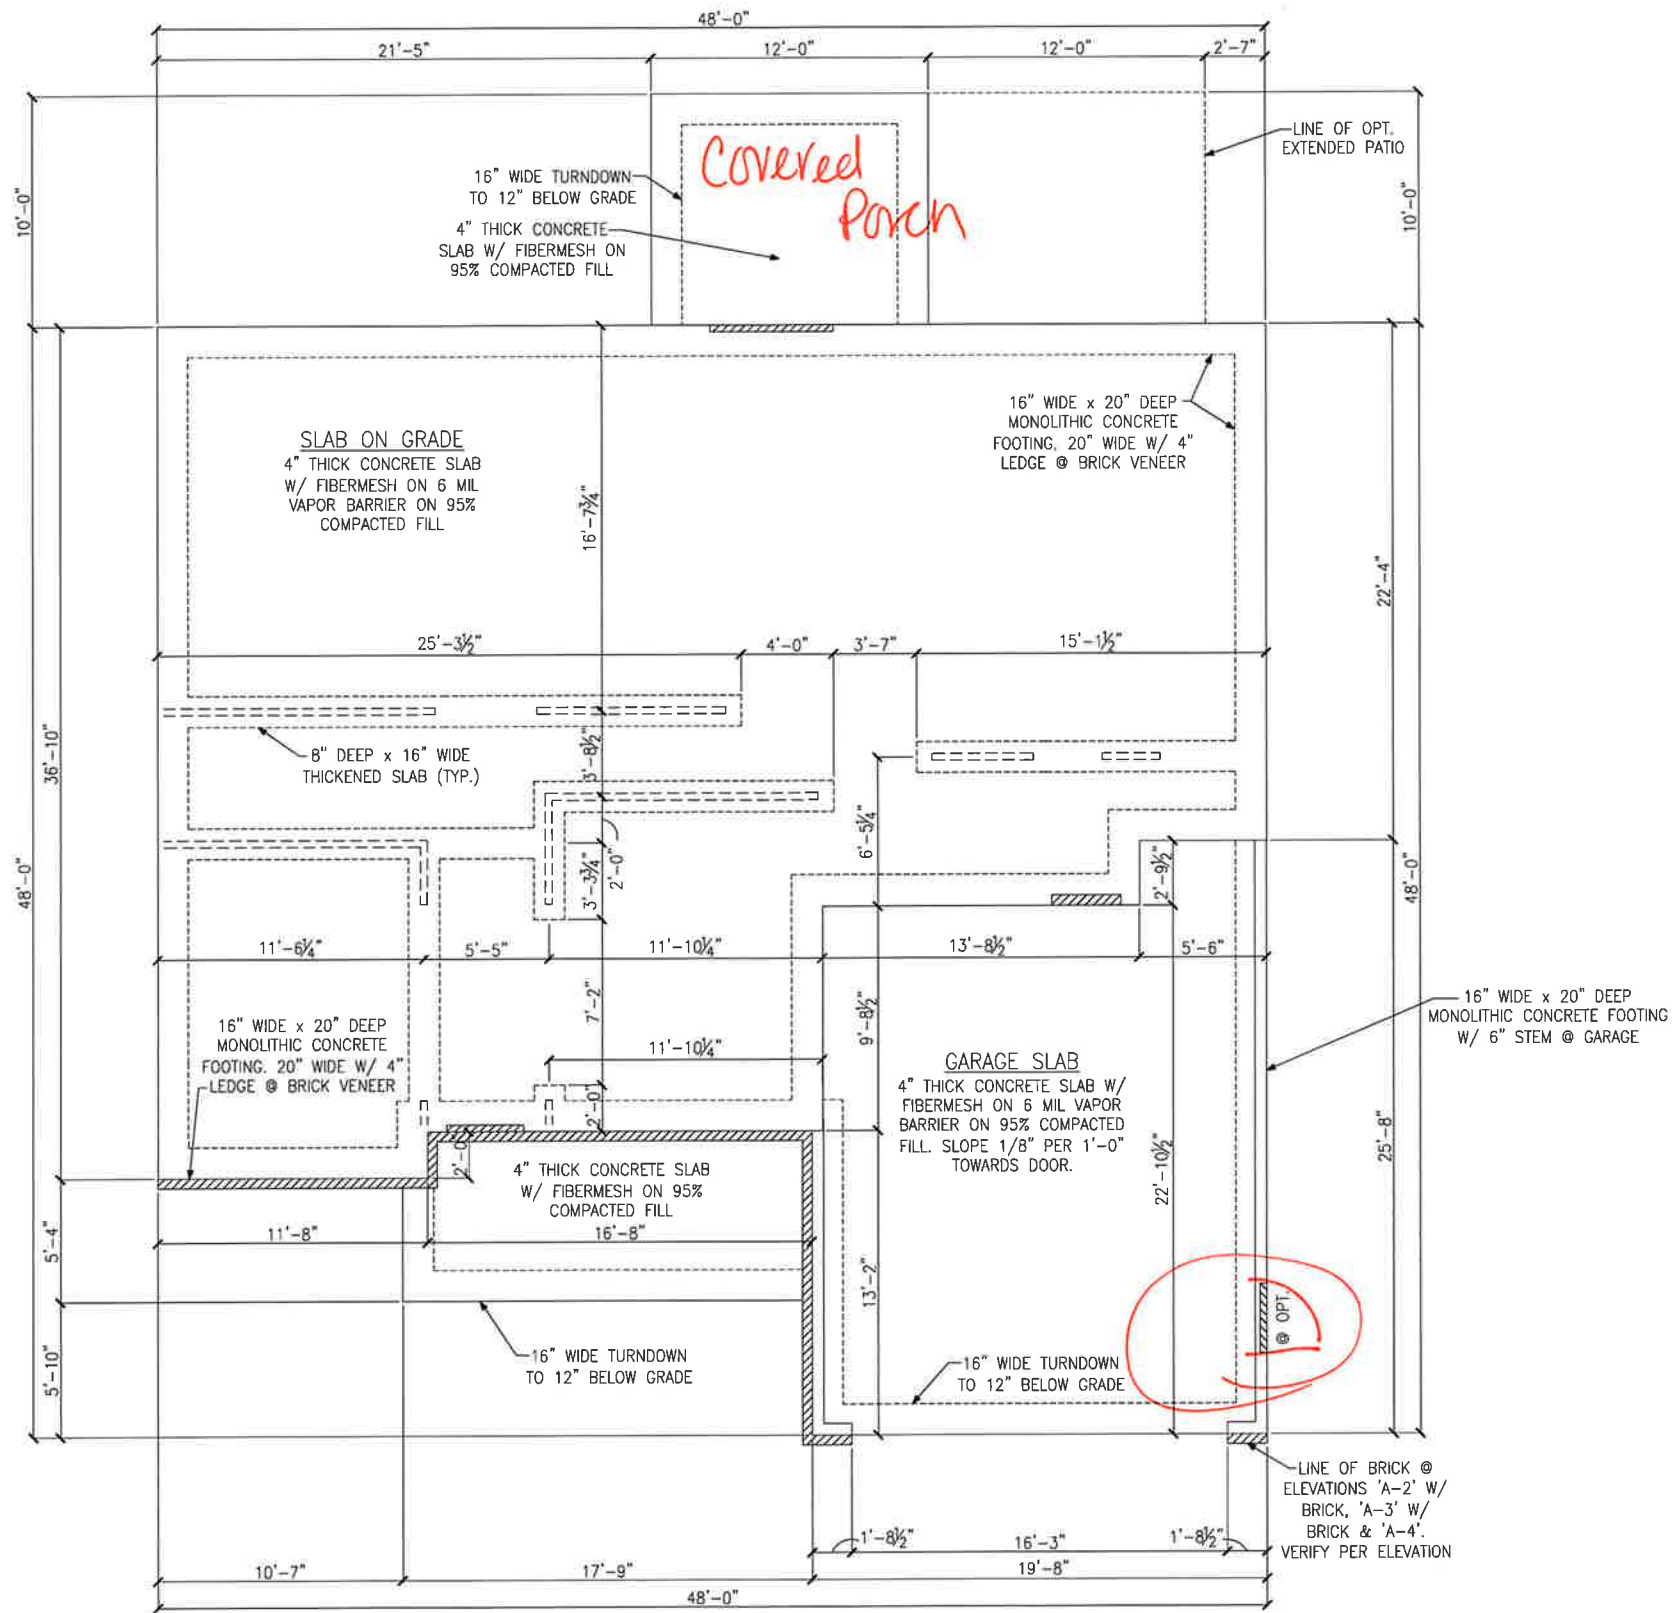 48'-0"
21'-5"
12'-0"
12'-0"
2'-7"
LINE OF OPT.
EXTENDED PATIO
Covered
Porch
16" WIDE TURNDOWN
TO 12" BELOW GRADE
4" THICK CONCRETE
SLAB W/ FIBERMESH ON
95% COMPACTED FILL
10'-0"
10'-0"
16" WIDE x 20" DEEP
MONOLITHIC CONCRETE
FOOTING, 20" WIDE W/ 4"
LEDGE @ BRICK VENEER
SLAB ON GRADE
4" THICK CONCRETE SLAB
W/ FIBERMESH ON 6 MIL
VAPOR BARRIER ON 95%
COMPACTED FILL
16'-7¾"
22'-4"
25'-3½"
4'-0"
3'-7"
15'-1½"
36'-10"
8" DEEP x 16" WIDE
THICKENED SLAB (TYP.)
3'-8½"
6'-5¼"
2'-0"
3'-3¾"
2'-9½"
48'-0"
48'-0"
11'-6¼"
5'-5"
11'-10¼"
13'-8½"
5'-6"
7'-2"
9'-8½"
16" WIDE x 20" DEEP
MONOLITHIC CONCRETE FOOTING
W/ 6" STEM @ GARAGE
16" WIDE x 20" DEEP
MONOLITHIC CONCRETE
FOOTING. 20" WIDE W/ 4"
LEDGE @ BRICK VENEER
11'-10¼"
GARAGE SLAB
4" THICK CONCRETE SLAB W/
FIBERMESH ON 6 MIL VAPOR
BARRIER ON 95% COMPACTED
FILL. SLOPE 1/8" PER 1'-0"
TOWARDS DOOR.
2'-0"
2'-0"
25'-8"
22'-10½"
4" THICK CONCRETE SLAB
W/ FIBERMESH ON 95%
COMPACTED FILL
11'-8"
16'-8"
5'-4"
13'-2"
@ OPT.
5'-10"
16" WIDE TURNDOWN
TO 12" BELOW GRADE
16" WIDE TURNDOWN
TO 12" BELOW GRADE
LINE OF BRICK @
ELEVATIONS 'A-2' W/
BRICK, 'A-3' W/
BRICK & 'A-4'.
VERIFY PER ELEVATION
1'-8½"
16'-3"
1'-8½"
10'-7"
17'-9"
19'-8"
48'-0"